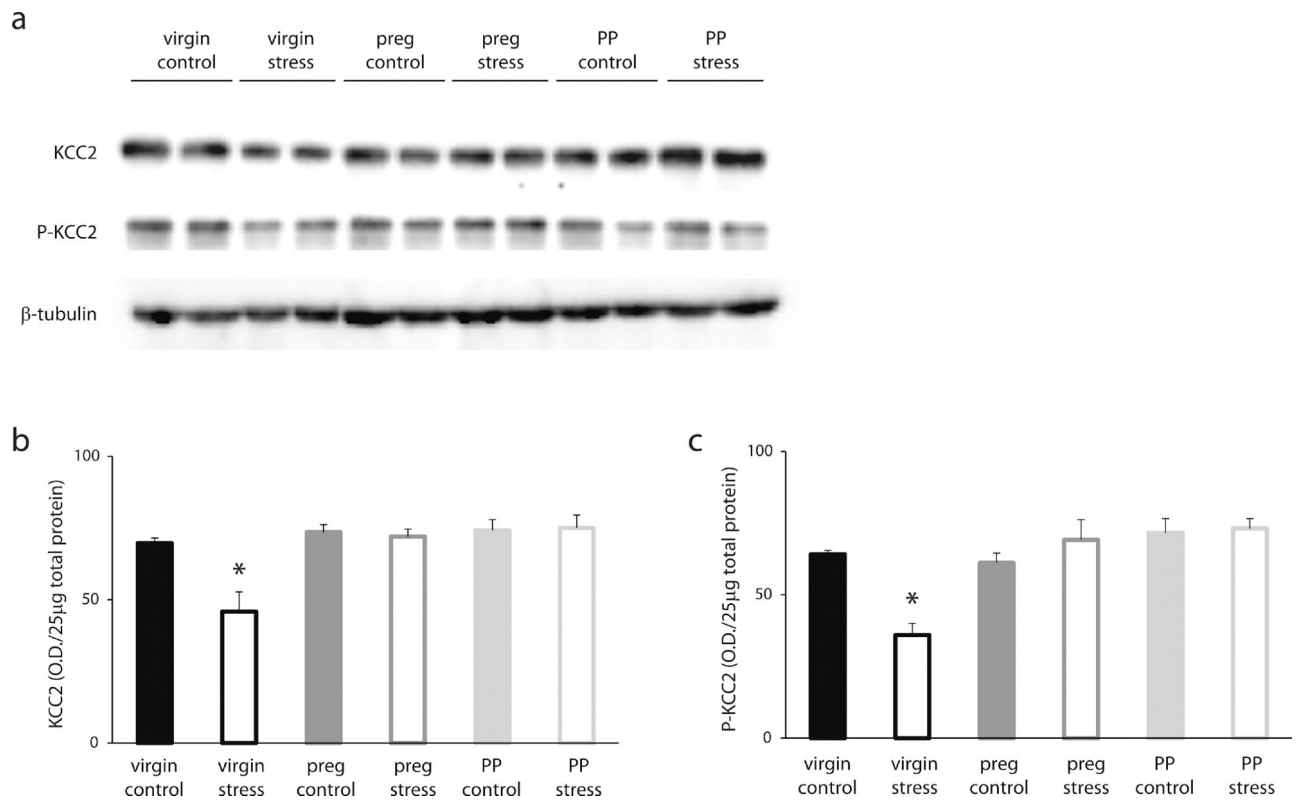 a
virgin control
virgin stress
preg control
preg stress
PP control
PP stress
KCC2
P-KCC2
β-tubulin
b
KCC2 (O.D./25μg total protein)
100
50
0
*
virgin control
virgin stress
preg control
preg stress
PP control
PP stress
c
P-KCC2 (O.D./25μg total protein)
100
50
0
*
virgin control
virgin stress
preg control
preg stress
PP control
PP stress